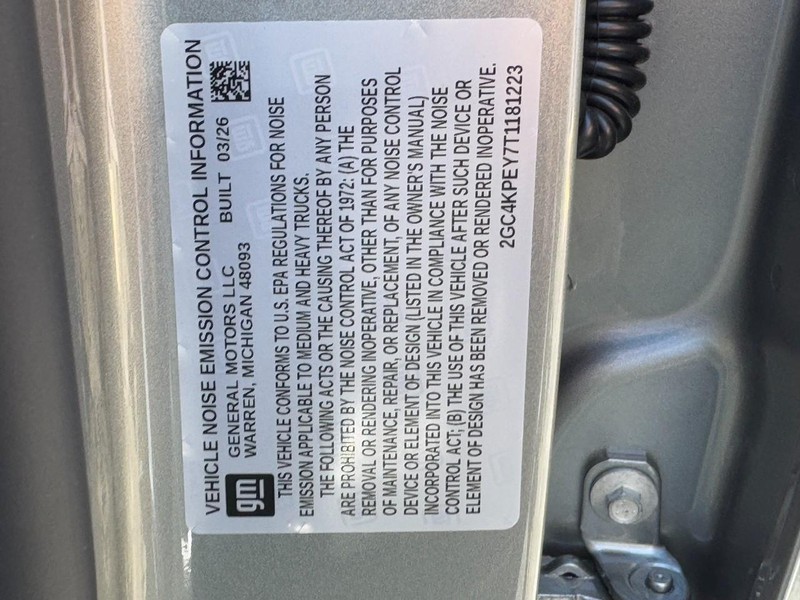 VEHICLE NOISE EMISSION CONTROL INFORMATION
gm
GENERAL MOTORS LLC BUILT 03/26
WARREN, MICHIGAN 48093
THIS VEHICLE CONFORMS TO U.S. EPA REGULATIONS FOR NOISE
EMISSION APPLICABLE TO MEDIUM AND HEAVY TRUCKS.
THE FOLLOWING ACTS OR THE CAUSING THEREOF BY ANY PERSON
ARE PROHIBITED BY THE NOISE CONTROL ACT OF 1972: (A) THE
REMOVAL OR RENDERING INOPERATIVE, OTHER THAN FOR PURPOSES
OF MAINTENANCE, REPAIR, OR REPLACEMENT, OF ANY NOISE CONTROL
DEVICE OR ELEMENT OF DESIGN (LISTED IN THE OWNER'S MANUAL)
INCORPORATED INTO THIS VEHICLE IN COMPLIANCE WITH THE NOISE
CONTROL ACT; (B) THE USE OF THIS VEHICLE AFTER SUCH DEVICE OR
ELEMENT OF DESIGN HAS BEEN REMOVED OR RENDERED INOPERATIVE.
2GC4KPEY7T1181223